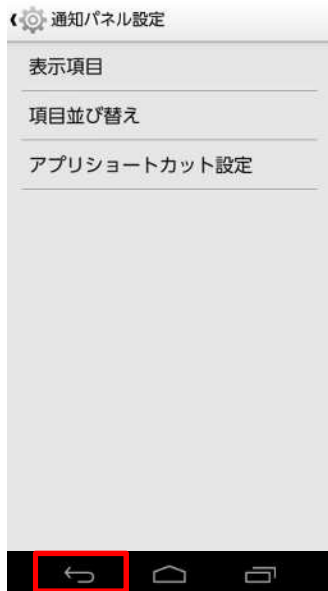 通知パネル設定
表示項目
項目並び替え
アプリショートカット設定